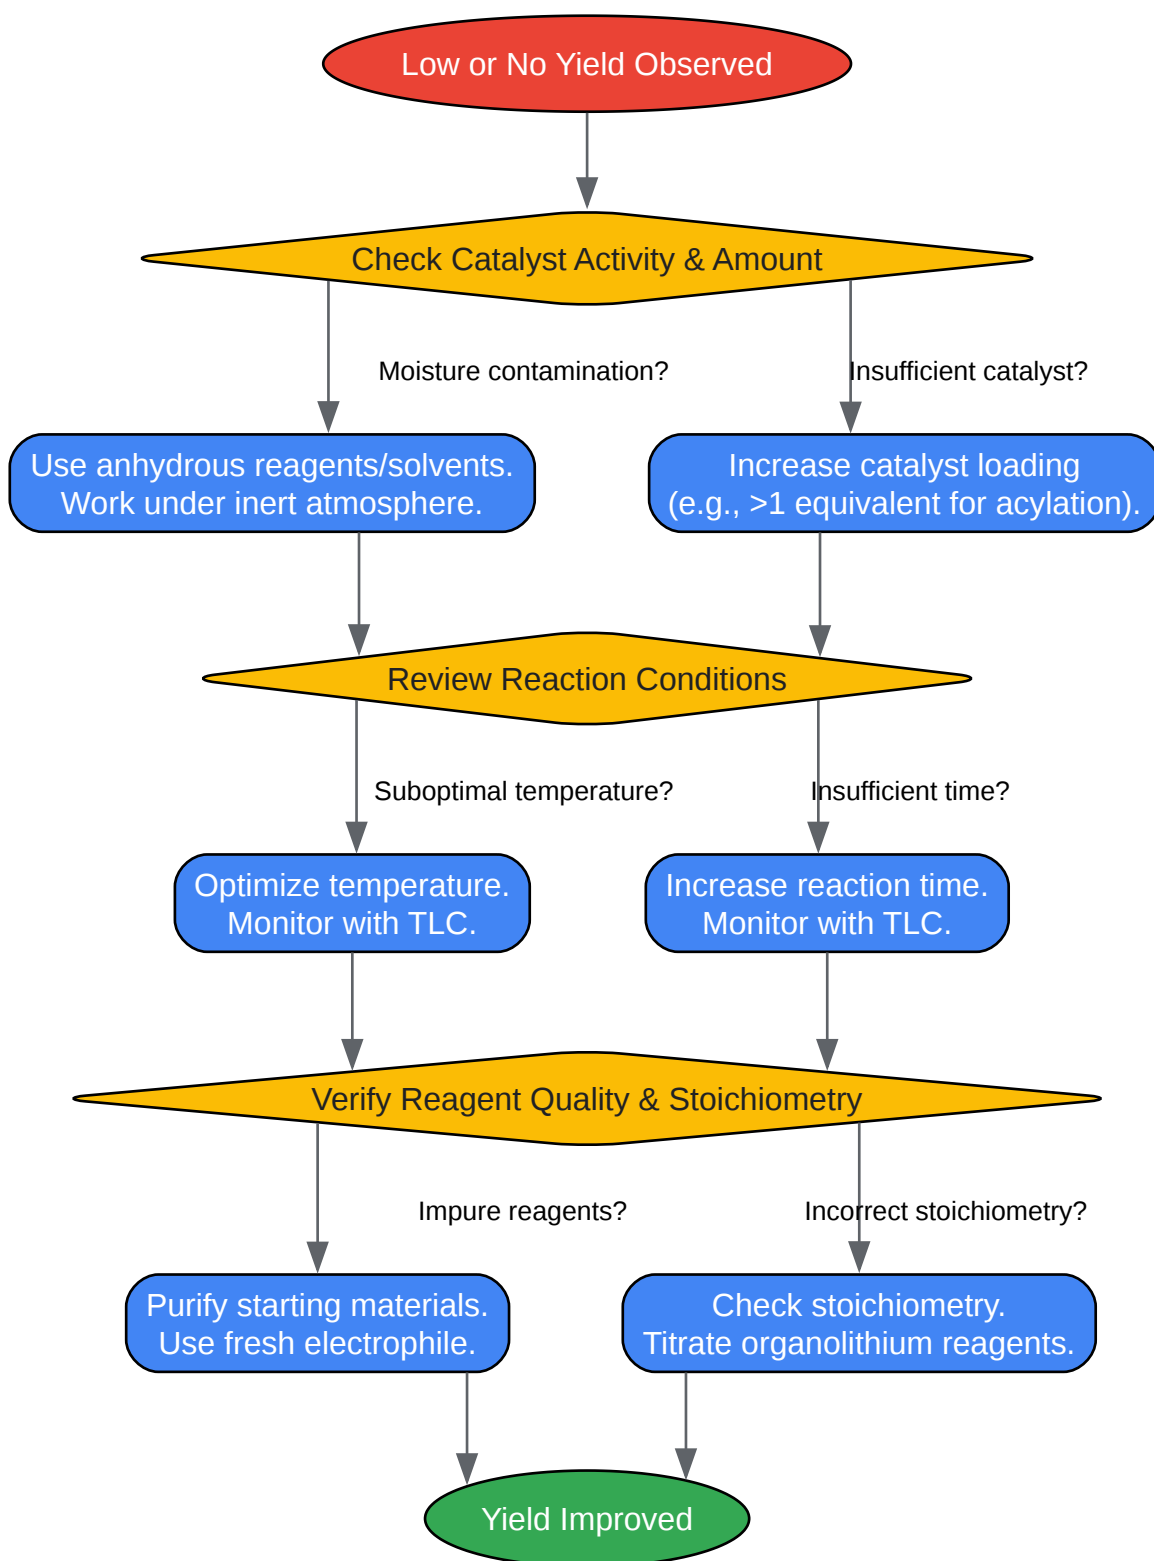 Low or No Yield Observed
Check Catalyst Activity & Amount
Moisture contamination?
Insufficient catalyst?
Use anhydrous reagents/solvents.
Work under inert atmosphere.
Increase catalyst loading
(e.g., >1 equivalent for acylation).
Review Reaction Conditions
Suboptimal temperature?
Insufficient time?
Optimize temperature.
Monitor with TLC.
Increase reaction time.
Monitor with TLC.
Verify Reagent Quality & Stoichiometry
Impure reagents?
Incorrect stoichiometry?
Purify starting materials.
Use fresh electrophile.
Check stoichiometry.
Titrate organolithium reagents.
Yield Improved